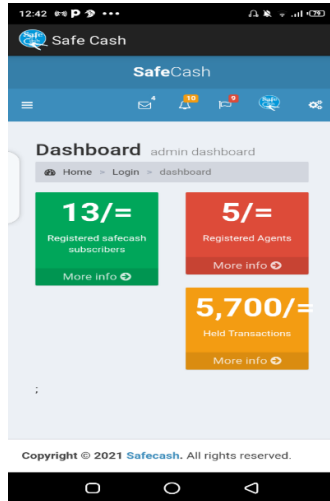 12:42
Safe Cash
SafeCash
4 10 9
Dashboard admin dashboard
Home > Login > dashboard
13/=
Registered safecash
subscribers
More info
5/=
Registered Agents
More info
5,700/=
Held Transactions
More info
;
Copyright © 2021 Safecash. All rights reserved.